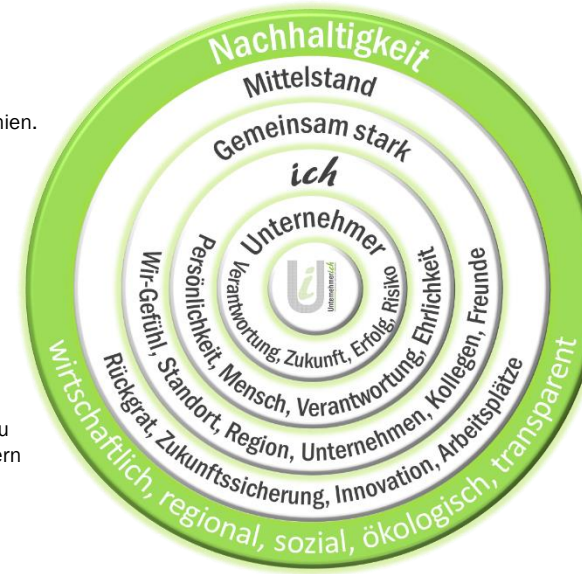 Nachhaltigkeit
Mittelstand
Gemeinsam stark
ich
Unternehmer
UnternehmerIch
Verantwortung, Zukunft, Erfolg, Risiko
Persönlichkeit, Mensch, Verantwortung, Ehrlichkeit
Wir-Gefühl, Standort, Region, Unternehmen, Kollegen, Freunde
Rückgrat, Zukunftssicherung, Innovation, Arbeitsplätze
wirtschaftlich, regional, sozial, ökologisch, transparent